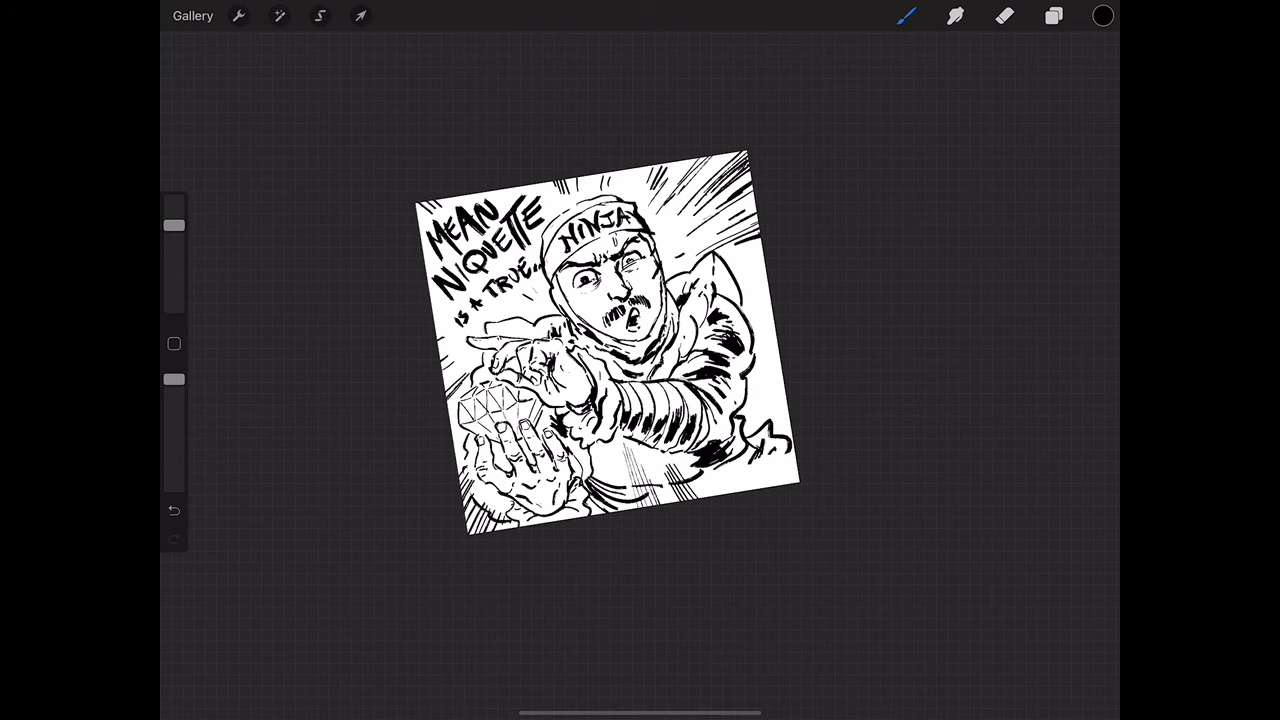 Gallery
MEAN
NIQUETTE
IS A TRUE...
NINJA